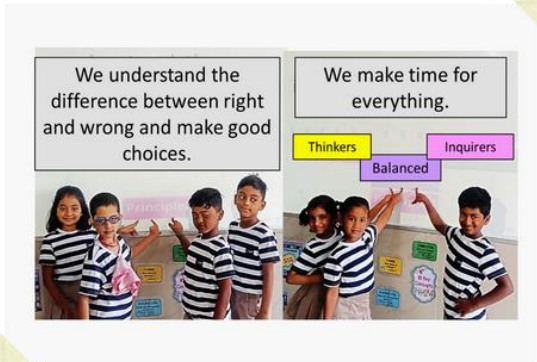 We understand the
difference between right
and wrong and make good
choices.
We make time for
everything.
Thinkers
Inquirers
Balanced